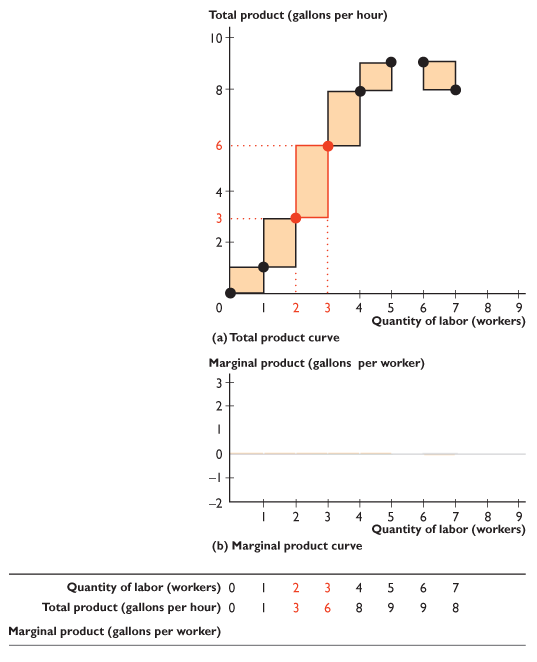 Total product (gallons per hour)
10
8
6
4
3
2
0 1 2 3 4 5 6 7 8 9
Quantity of labor (workers)
(a) Total product curve
Marginal product (gallons per worker)
3
2
1
0
–1
–2
1 2 3 4 5 6 7 8 9
Quantity of labor (workers)
(b) Marginal product curve
Quantity of labor (workers) 0 1 2 3 4 5 6 7
Total product (gallons per hour) 0 1 3 6 8 9 9 8
Marginal product (gallons per worker)